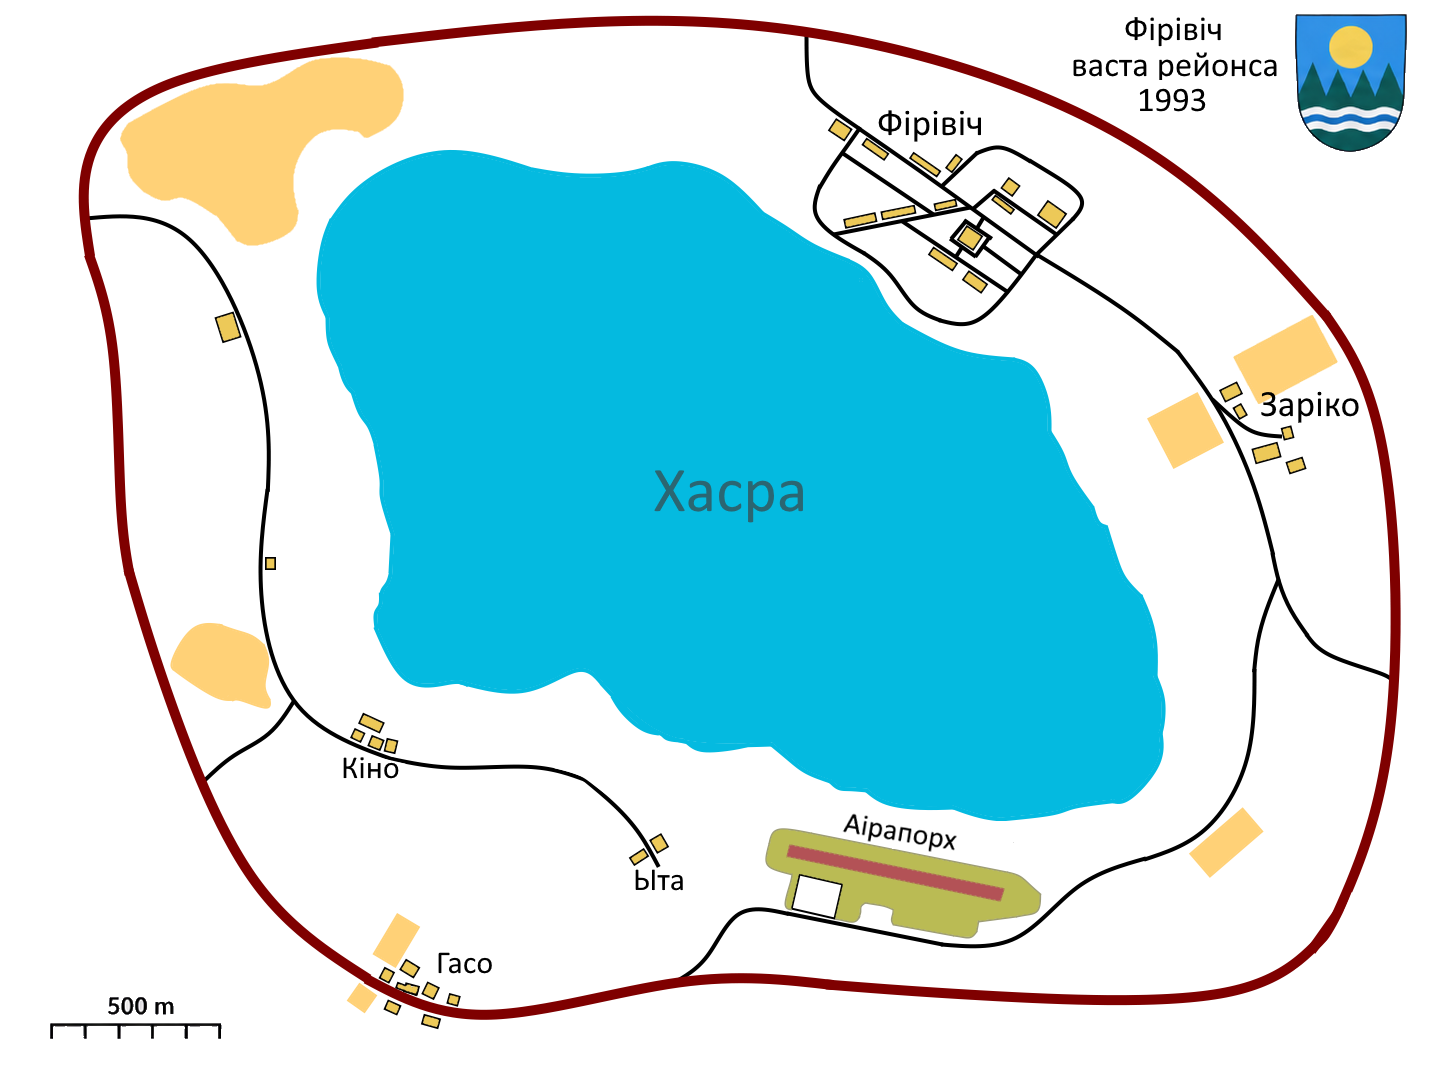 Фірівіч
васта рейонса
1993
Фірівіч
Заріко
Хасра
Кіно
Аірапорх
Ыта
Гасо
500 m